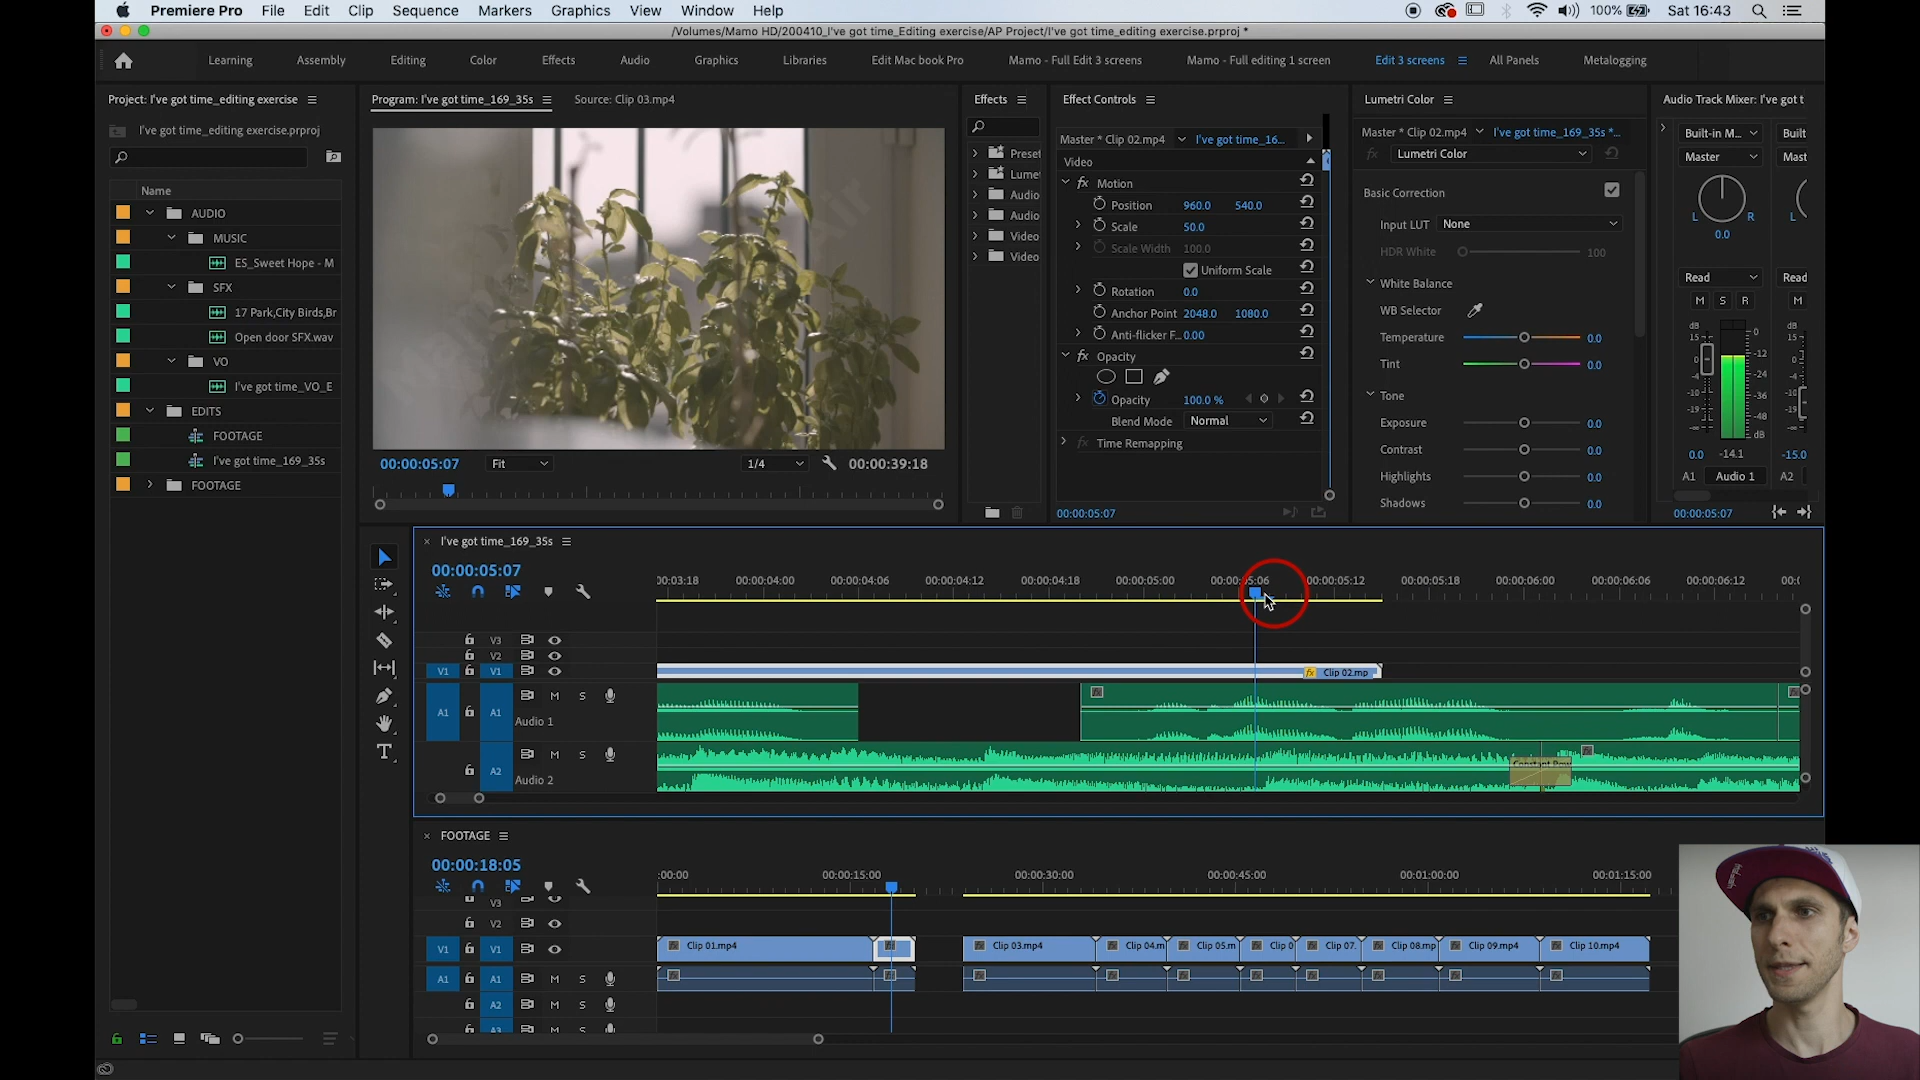 Premiere Pro File Edit Clip Sequence Markers Graphics View Window Help 100% Sat 16:43
/Volumes/Mamo HD/200410_I've got time_Editing exercise/AP Project/I've got time_editing exercise.prproj *
Learning Assembly Editing Color Effects Audio Graphics Libraries Edit Mac book Pro Mamo - Full Edit 3 screens Mamo - Full editing 1 screen Edit 3 screens All Panels Metalogging
Project: I've got time_editing exercise
I've got time_editing exercise.prproj
Name
AUDIO
MUSIC
ES_Sweet Hope - M
SFX
17 Park,City Birds,Br
Open door SFX.wav
VO
I've got time_VO_E
EDITS
FOOTAGE
I've got time_169_35s
FOOTAGE
Program: I've got time_169_35s Source: Clip 03.mp4
00:00:05:07 Fit 1/4 00:00:39:18
Effects
Preset
Lume
Audio
Audio
Video
Video
Effect Controls
Master * Clip 02.mp4 I've got time_16...
Video
fx Motion
Position 960.0 540.0
Scale 50.0
Scale Width 100.0
Uniform Scale
Rotation 0.0
Anchor Point 2048.0 1080.0
Anti-flicker F... 0.00
fx Opacity
Opacity 100.0 %
Blend Mode Normal
fx Time Remapping
00:00:05:07
Lumetri Color
Master * Clip 02.mp4 I've got time_169_35s *...
fx Lumetri Color
Basic Correction
Input LUT None
HDR White 100
White Balance
WB Selector
Temperature 0.0
Tint 0.0
Tone
Exposure 0.0
Contrast 0.0
Highlights 0.0
Shadows 0.0
Audio Track Mixer: I've got t
Built-in M... Built
Master Mast
L R L
0.0
Read Read
M S R M
dB dB
15 0 15
-12
-24
-36
-48
dB
0.0 -14.1 -15.0
A1 Audio 1 A2
00:00:05:07
I've got time_169_35s
00:00:05:07
00:03:18 00:00:04:00 00:00:04:06 00:00:04:12 00:00:04:18 00:00:05:00 00:00:05:06 00:00:05:12 00:00:05:18 00:00:06:00 00:00:06:06 00:00:06:12 00:0
V3
V2
V1 V1 fx Clip 02.mp
A1 A1 M S
Audio 1
M S
A2 Constant Pow
Audio 2
FOOTAGE
00:00:18:05
:00:00 00:00:15:00 00:00:30:00 00:00:45:00 00:01:00:00 00:01:15:00
V3
V2
V1 V1 Clip 01.mp4 Clip 03.mp4 Clip 04.m Clip 05.m Clip 0 Clip 07. Clip 08.mp Clip 09.mp4 Clip 10.mp4
A1 A1 M S
A2 M S
A3 M S